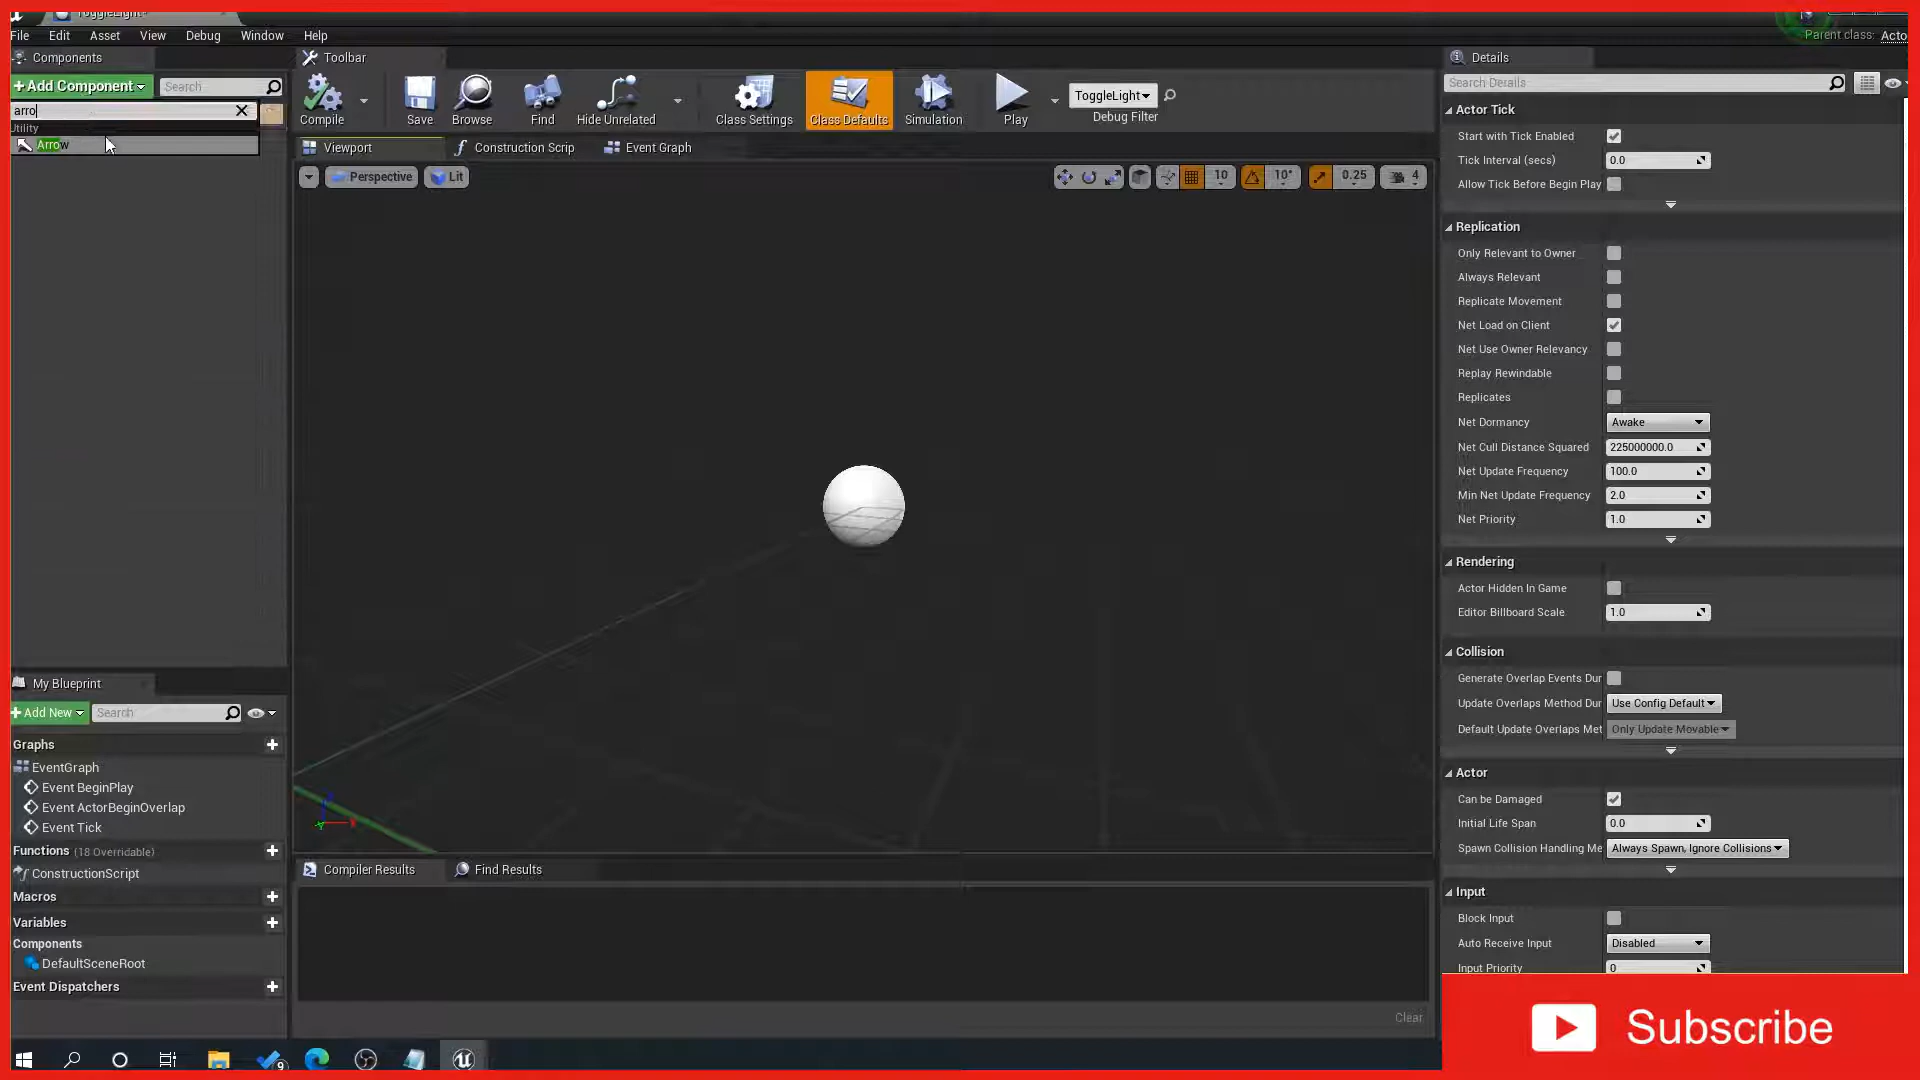 ToggleLight*
File Edit Asset View Debug Window Help
Parent class: Acto
Components
Toolbar
Details
+Add Component
Search
arro
Utility
Arrow
Compile
Save
Browse
Find
Hide Unrelated
Class Settings
Class Defaults
Simulation
Play
ToggleLight
Debug Filter
Viewport
Construction Scrip
Event Graph
Perspective
Lit
10
10°
0.25
4
Search Details
Actor Tick
Start with Tick Enabled
Tick Interval (secs) 0.0
Allow Tick Before Begin Play
Replication
Only Relevant to Owner
Always Relevant
Replicate Movement
Net Load on Client
Net Use Owner Relevancy
Replay Rewindable
Replicates
Net Dormancy Awake
Net Cull Distance Squared 225000000.0
Net Update Frequency 100.0
Min Net Update Frequency 2.0
Net Priority 1.0
Rendering
Actor Hidden In Game
Editor Billboard Scale 1.0
Collision
Generate Overlap Events Dur
Update Overlaps Method Dur Use Config Default
Default Update Overlaps Met Only Update Movable
Actor
Can be Damaged
Initial Life Span 0.0
Spawn Collision Handling Me Always Spawn, Ignore Collisions
Input
Block Input
Auto Receive Input Disabled
Input Priority 0
My Blueprint
+Add New
Search
Graphs
EventGraph
Event BeginPlay
Event ActorBeginOverlap
Event Tick
Functions (18 Overridable)
ConstructionScript
Macros
Variables
Components
DefaultSceneRoot
Event Dispatchers
Compiler Results
Find Results
Clear
9
Subscribe